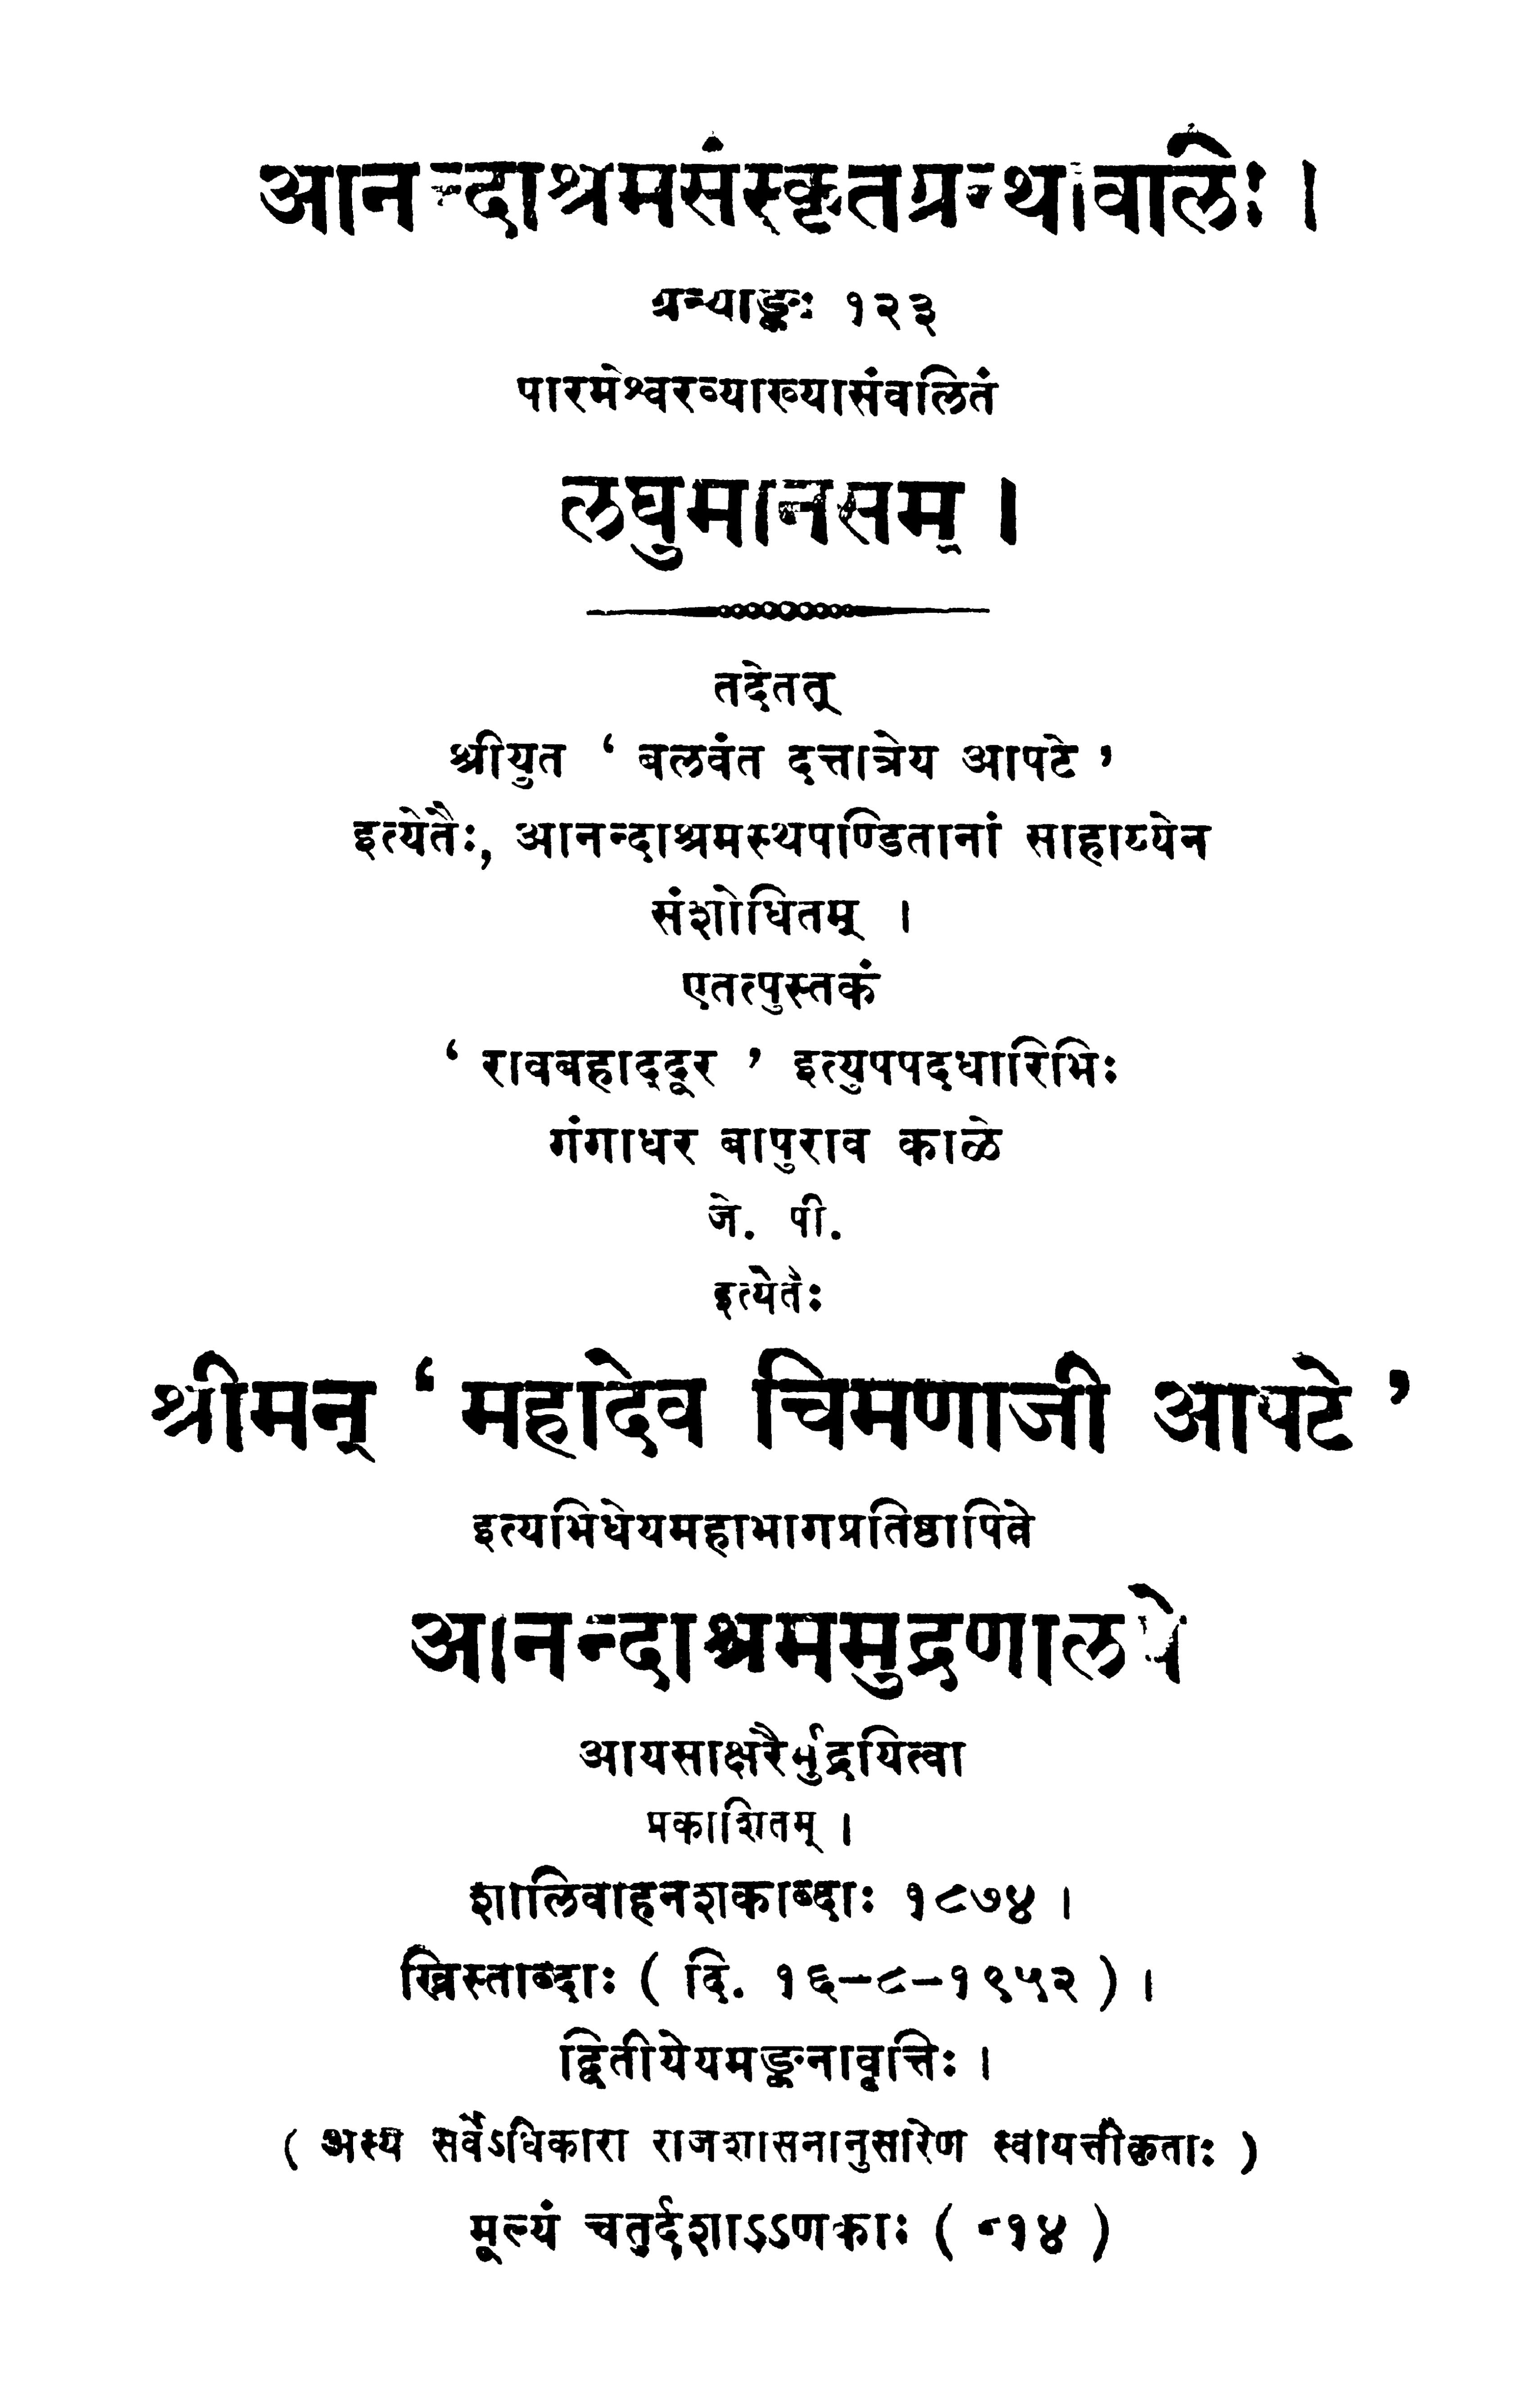 आनन्दाश्रमसंस्कृतग्रन्थावलिः ।
ग्रन्थाङ्कः १२३
पारमेश्वरव्याख्यासंवलितं
लघुमानसम् ।
तदेतत्
श्रीयुत ‘ बलवंत दत्तात्रेय आपटे ’
इत्येतैः, आनन्दाश्रमस्थपण्डितानां साहाय्येन
संशोधितम् ।
एतत्पुस्तकं
‘ रावबहाद्दूर ’ इत्युपपदधारिभिः
गंगाधर बापुराव काळे
जे. पी.
इत्येतैः
श्रीमन् ‘ महादेव चिमणाजी आपटे ’
इत्यभिधेयमहाभागप्रतिष्ठापिते
आनन्दाश्रममुद्रणालये
आयसाक्षरैर्मुद्रयित्वा
प्रकाशितम् ।
शालिवाहनशकाब्दाः १८७४ ।
ख्रिस्ताब्दाः ( दि. १६-८-१९५२ ) ।
द्वितीयेयमङ्कनावृत्तिः ।
( अस्य सर्वेऽधिकारा राजशासनानुसारेण स्वायत्तीकृताः )
मूल्यं चतुर्दशाऽऽणकाः ( -१४ )